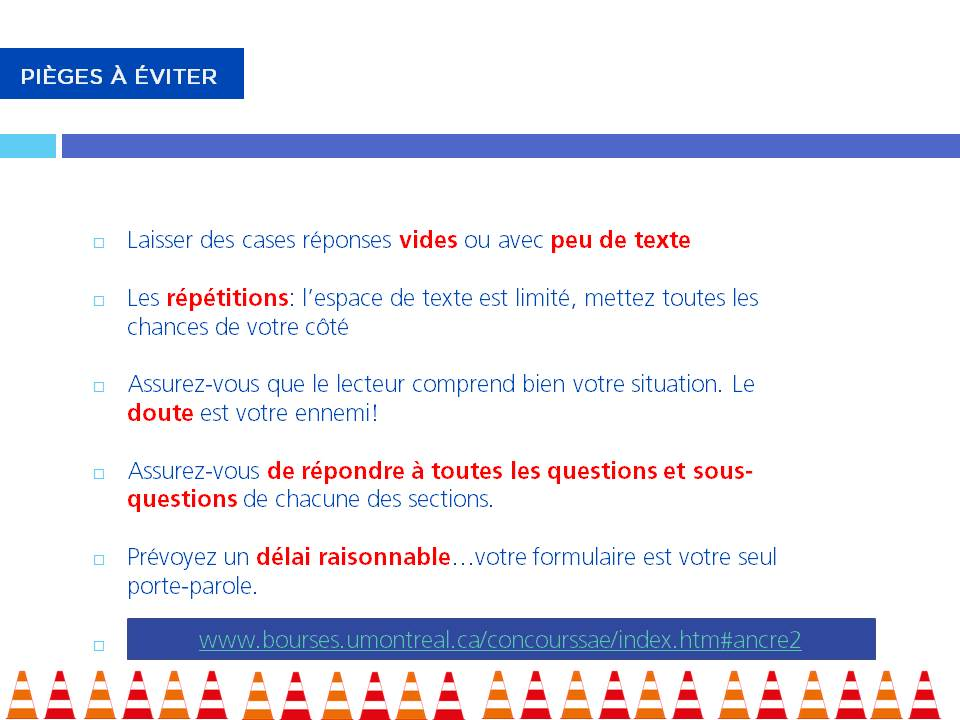 PIÈGES À ÉVITER
Laisser des cases réponses vides ou avec peu de texte
Les répétitions: l'espace de texte est limité, mettez toutes les
chances de votre côté
Assurez-vous que le lecteur comprend bien votre situation. Le
doute est votre ennemi!
Assurez-vous de répondre à toutes les questions et sous-
questions de chacune des sections.
Prévoyez un délai raisonnable…votre formulaire est votre seul
porte-parole.
www.bourses.umontreal.ca/concourssae/index.htm#ancre2